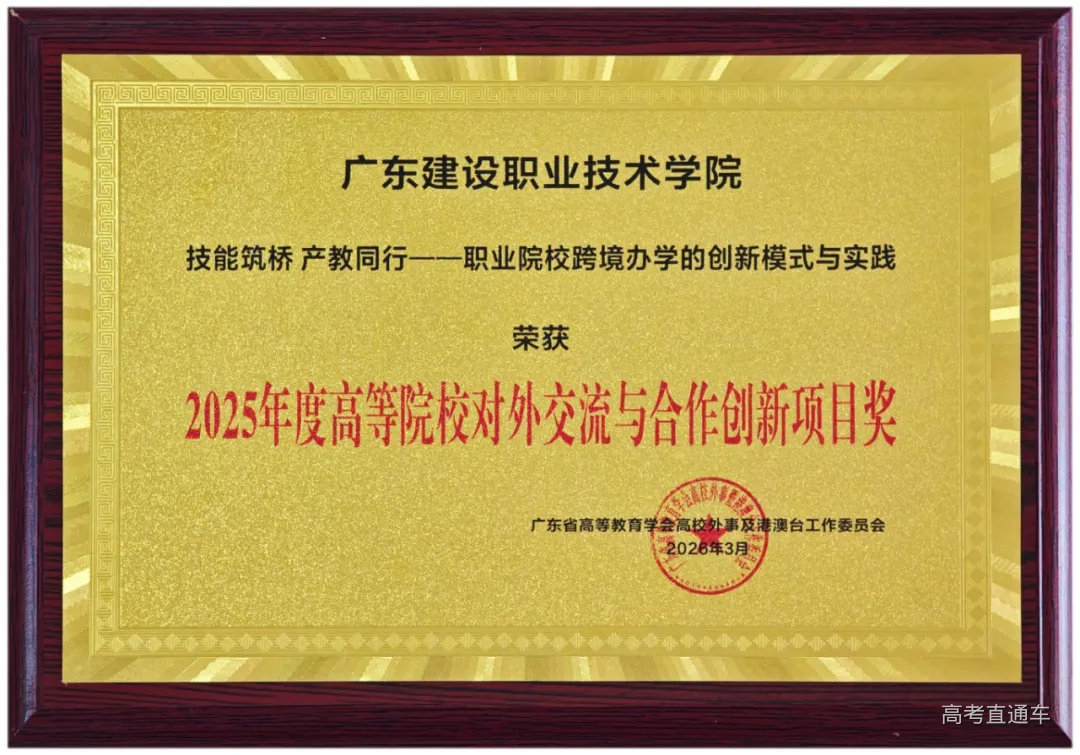 广东建设职业技术学院
技能筑桥 产教同行——职业院校跨境办学的创新模式与实践
荣获
2025年度高等院校对外交流与合作创新项目奖
广东省高等教育学会高校外事及港澳台工作委员会
2026年3月
高考直通车